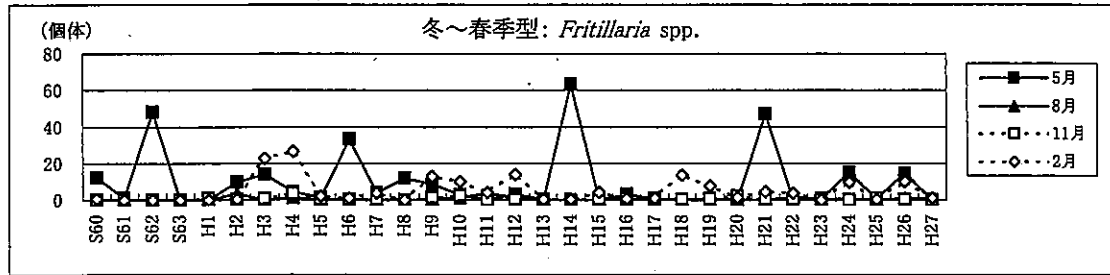 (個体)
冬～春季型: Fritillaria spp.
80
60
40
20
0
S60 S61 S62 S63 H1 H2 H3 H4 H5 H6 H7 H8 H9 H10 H11 H12 H13 H14 H15 H16 H17 H18 H19 H20 H21 H22 H23 H24 H25 H26 H27
5月
8月
11月
2月